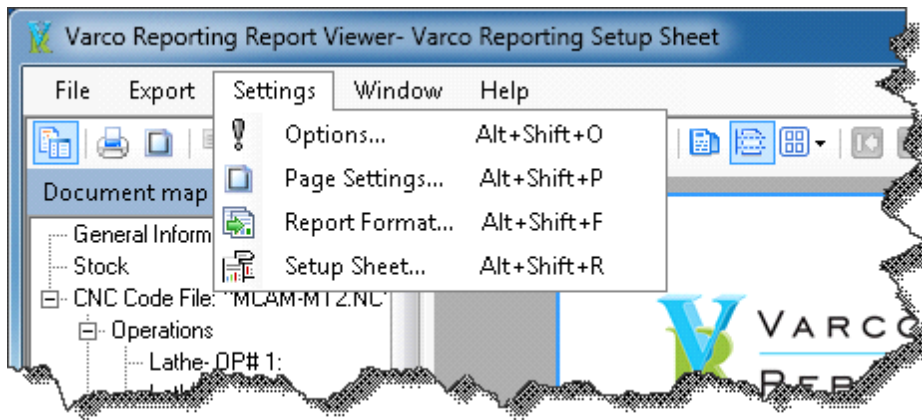 Varco Reporting Report Viewer- Varco Reporting Setup Sheet
File Export Settings Window Help
Options... Alt+Shift+O
Page Settings... Alt+Shift+P
Report Format... Alt+Shift+F
Setup Sheet... Alt+Shift+R
Document map
General Inform
Stock
CNC Code File: "MCAM-MT2.NC"
Operations
Lathe- OP# 1:
VARCO